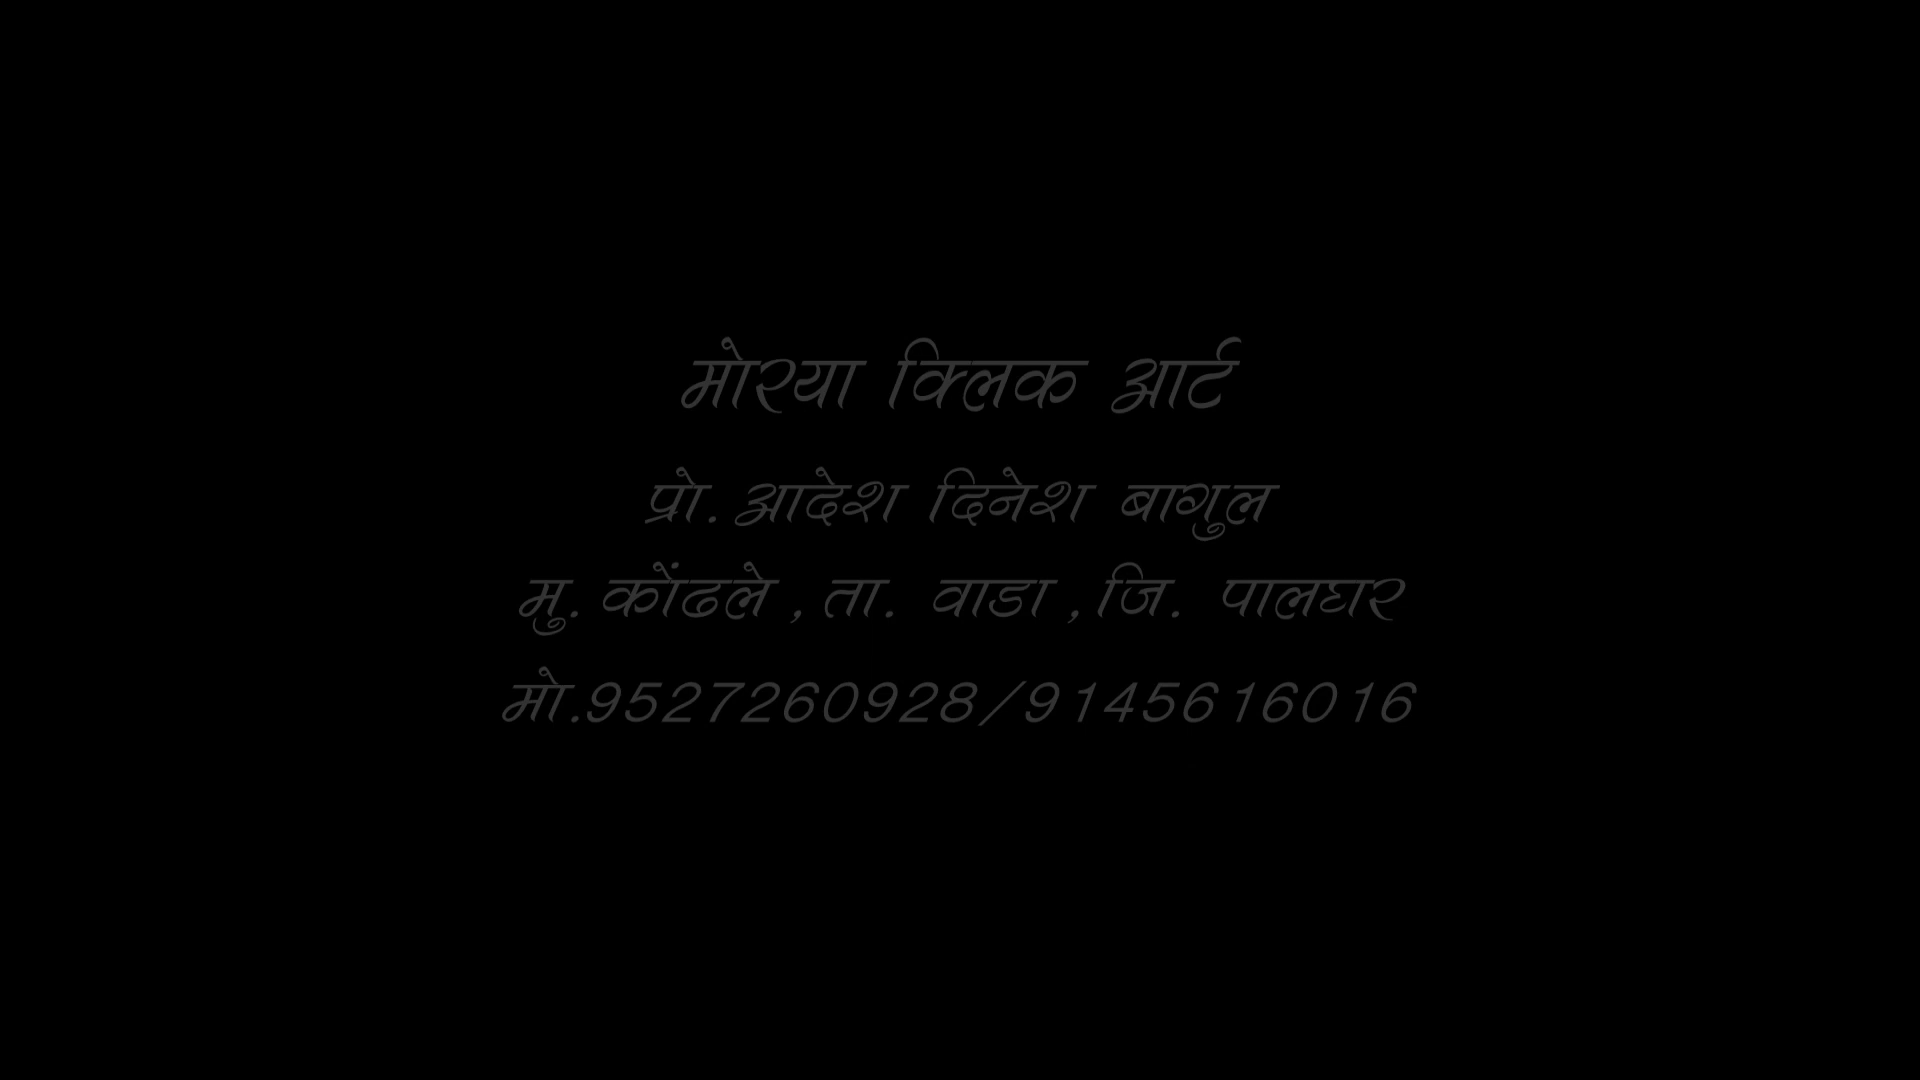 मोरया क्लिक आर्ट
प्रो. आदेश दिनेश बागुल
मु. कोंढले , ता. वाडा , जि. पालघर
मो.9527260928/9145616016